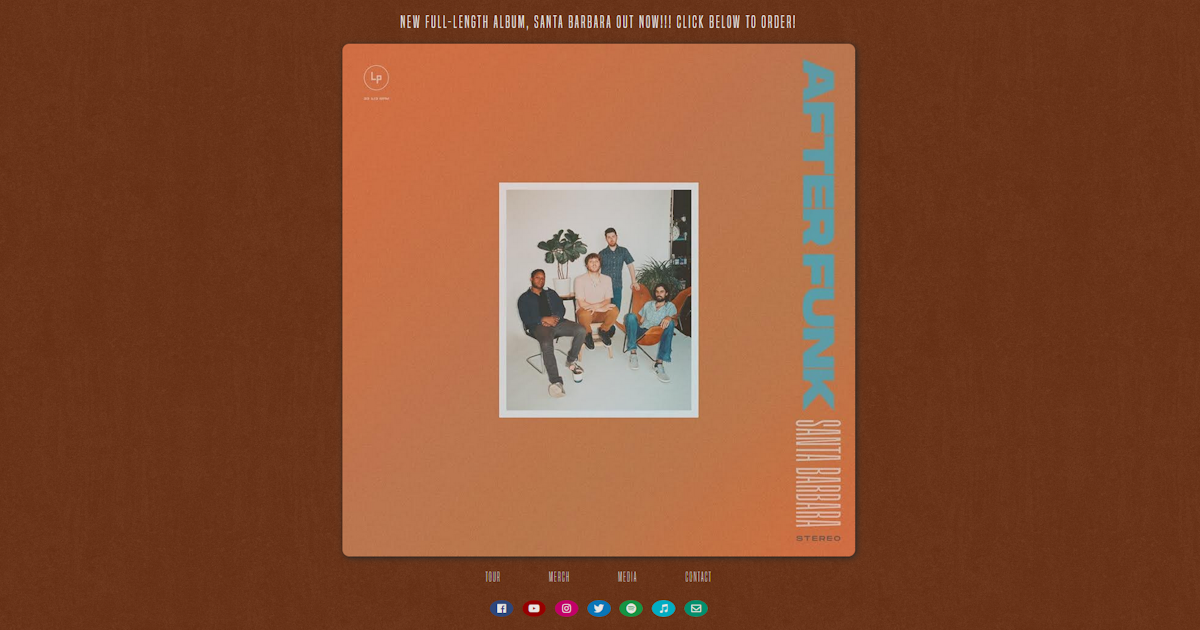 NEW FULL-LENGTH ALBUM, SANTA BARBARA OUT NOW!!! CLICK BELOW TO ORDER!
Lp
AFTER FUNK
SANTA BARBARA
STEREO
TOUR MERCH MEDIA CONTACT